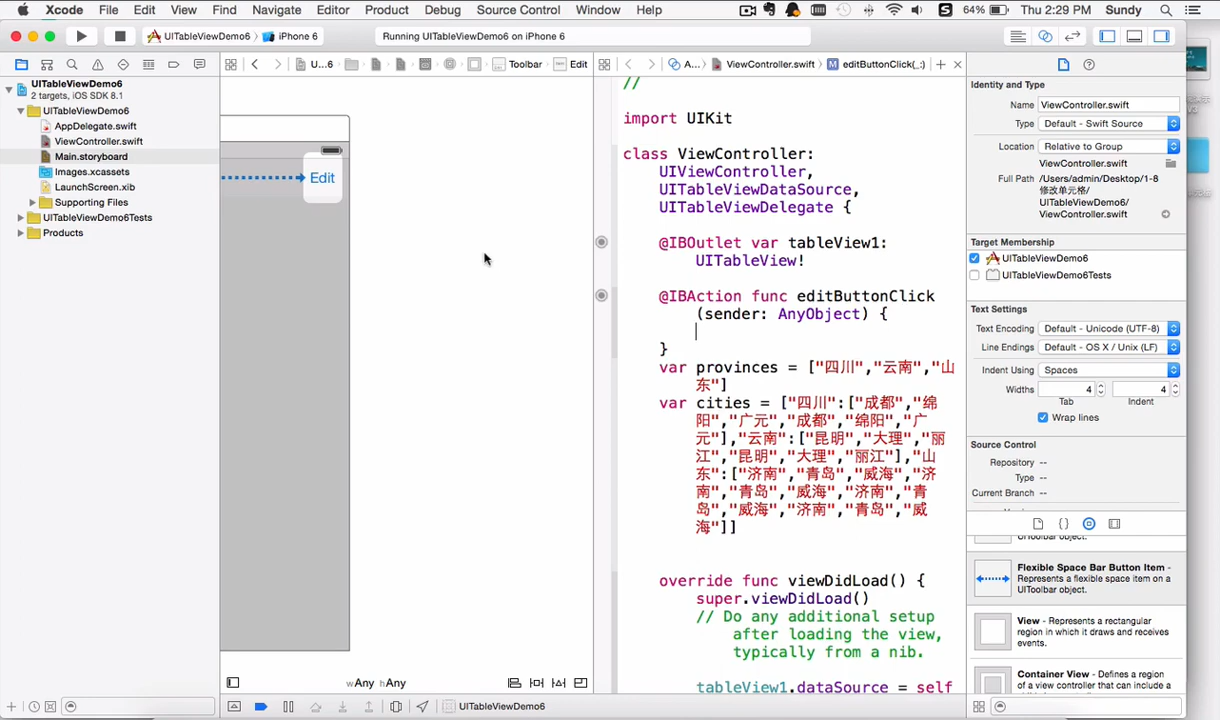 Xcode File Edit View Find Navigate Editor Product Debug Source Control Window Help 64% Thu 2:29 PM Sundy
UITableViewDemo6 iPhone 6 Running UITableViewDemo6 on iPhone 6
U...6 Toolbar Edit A... ViewController.swift editButtonClick(_:)
UITableViewDemo6
2 targets, iOS SDK 8.1
UITableViewDemo6
AppDelegate.swift
ViewController.swift
Main.storyboard
Images.xcassets
LaunchScreen.xib
Supporting Files
UITableViewDemo6Tests
Products
Edit
wAny hAny
//
import UIKit
class ViewController:
UIViewController,
UITableViewDataSource,
UITableViewDelegate {
@IBOutlet var tableView1:
UITableView!
@IBAction func editButtonClick
(sender: AnyObject) {
}
var provinces = ["四川","云南","山
东"]
var cities = ["四川":["成都","绵
阳","广元","成都","绵阳","广
元"],"云南":["昆明","大理","丽
江","昆明","大理","丽江"],"山
东":["济南","青岛","威海","济
南","青岛","威海","济南","青
岛","威海","济南","青岛","威
海"]]
override func viewDidLoad() {
super.viewDidLoad()
// Do any additional setup
after loading the view,
typically from a nib.
tableView1.dataSource = self
UITableViewDemo6
Identity and Type
Name ViewController.swift
Type Default - Swift Source
Location Relative to Group
ViewController.swift
Full Path /Users/admin/Desktop/1-8
修改单元格/
UITableViewDemo6/
ViewController.swift
Target Membership
UITableViewDemo6
UITableViewDemo6Tests
Text Settings
Text Encoding Default - Unicode (UTF-8)
Line Endings Default - OS X / Unix (LF)
Indent Using Spaces
Widths 4 4
Tab Indent
Wrap lines
Source Control
Repository --
Type --
Current Branch --
UIToolbar object.
Flexible Space Bar Button Item -
Represents a flexible space item on a
UIToolbar object.
View - Represents a rectangular
region in which it draws and receives
events.
Container View - Defines a region
of a view controller that can include a